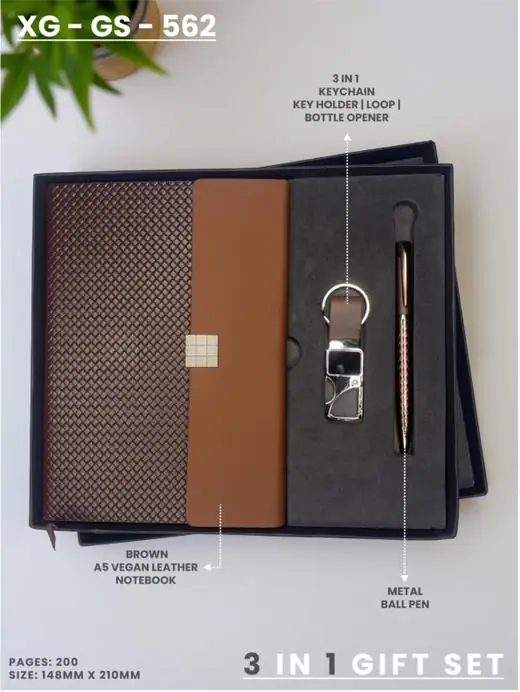 XG - GS - 562
3 IN 1
KEYCHAIN
KEY HOLDER | LOOP |
BOTTLE OPENER
BROWN
A5 VEGAN LEATHER
NOTEBOOK
METAL
BALL PEN
PAGES: 200
SIZE: 148MM X 210MM
3 IN 1 GIFT SET